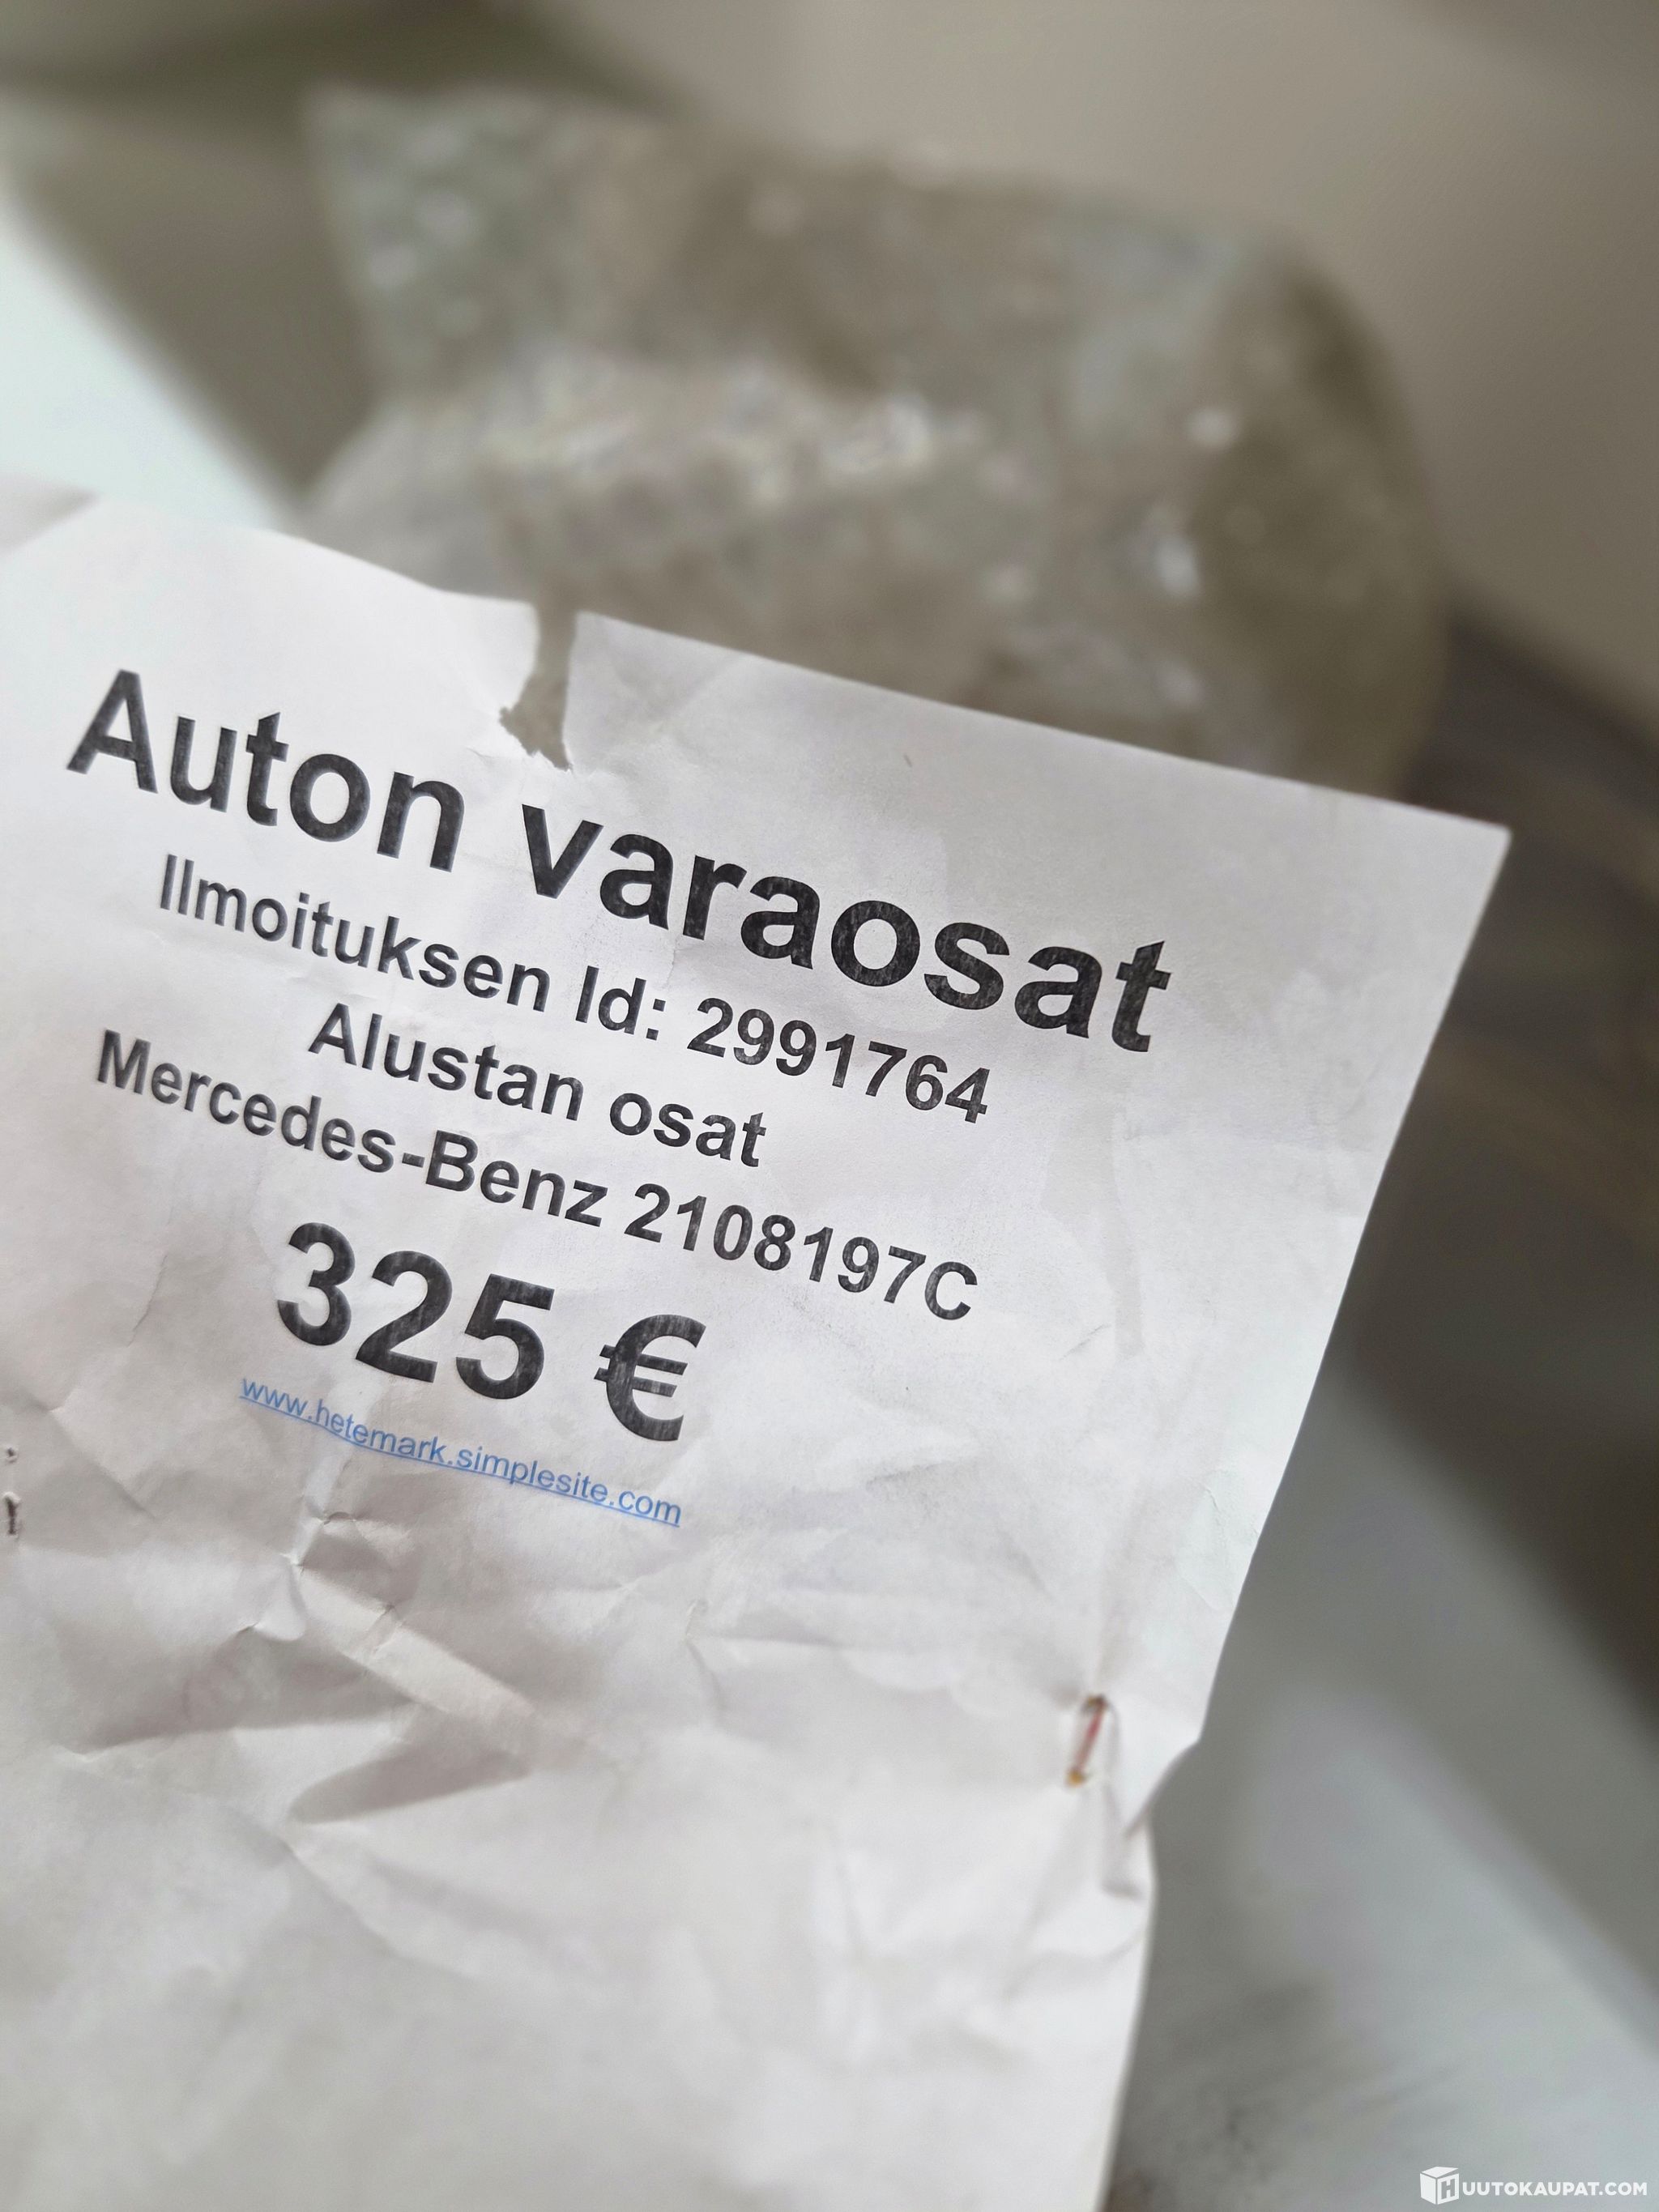 Auton varaosat
Ilmoituksen Id: 2991764
Alustan osat
Mercedes-Benz 2108197C
325 €
www.hetemark.simplesite.com
HUUTOKAUPAT.COM